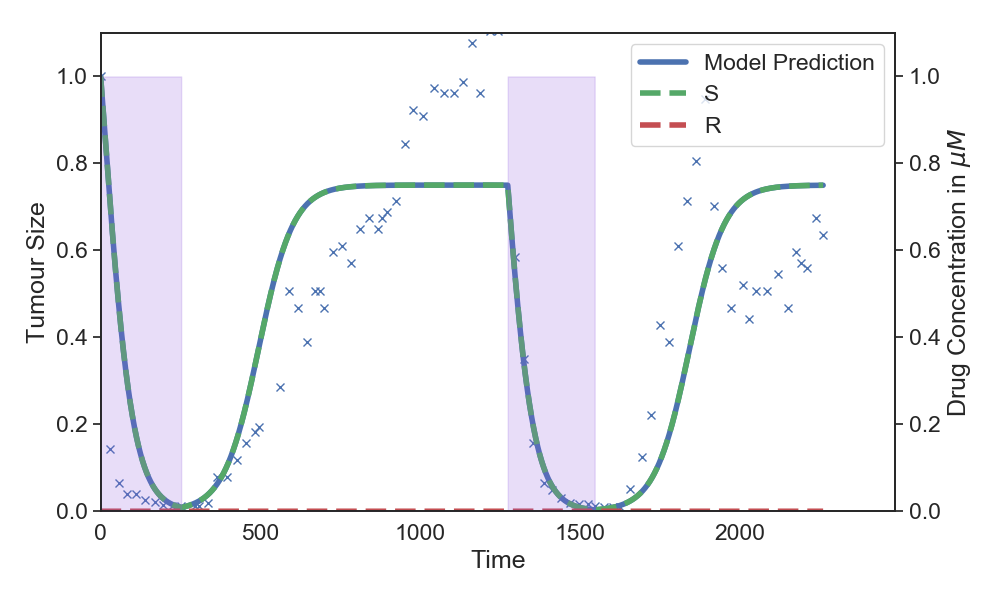 Model Prediction
S
R
1.0
0.8
0.6
0.4
0.2
0.0
Tumour Size
1.0
0.8
0.6
0.4
0.2
0.0
Drug Concentration in μM
0
500
1000
1500
2000
Time